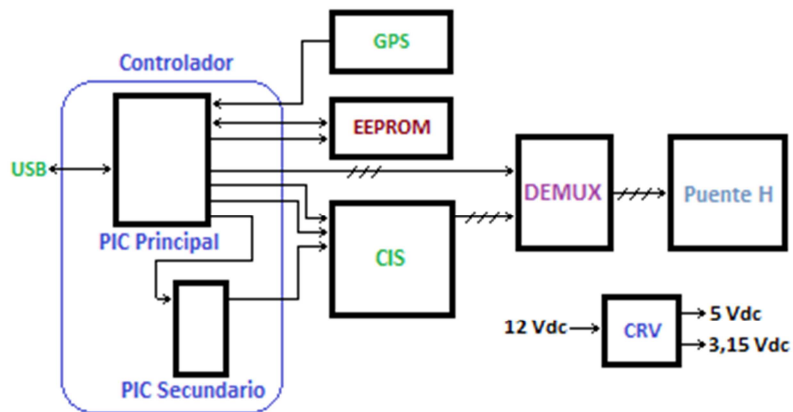 GPS
Controlador
EEPROM
USB
DEMUX
Puente H
PIC Principal
CIS
5 Vdc
12 Vdc
CRV
3,15 Vdc
PIC Secundario